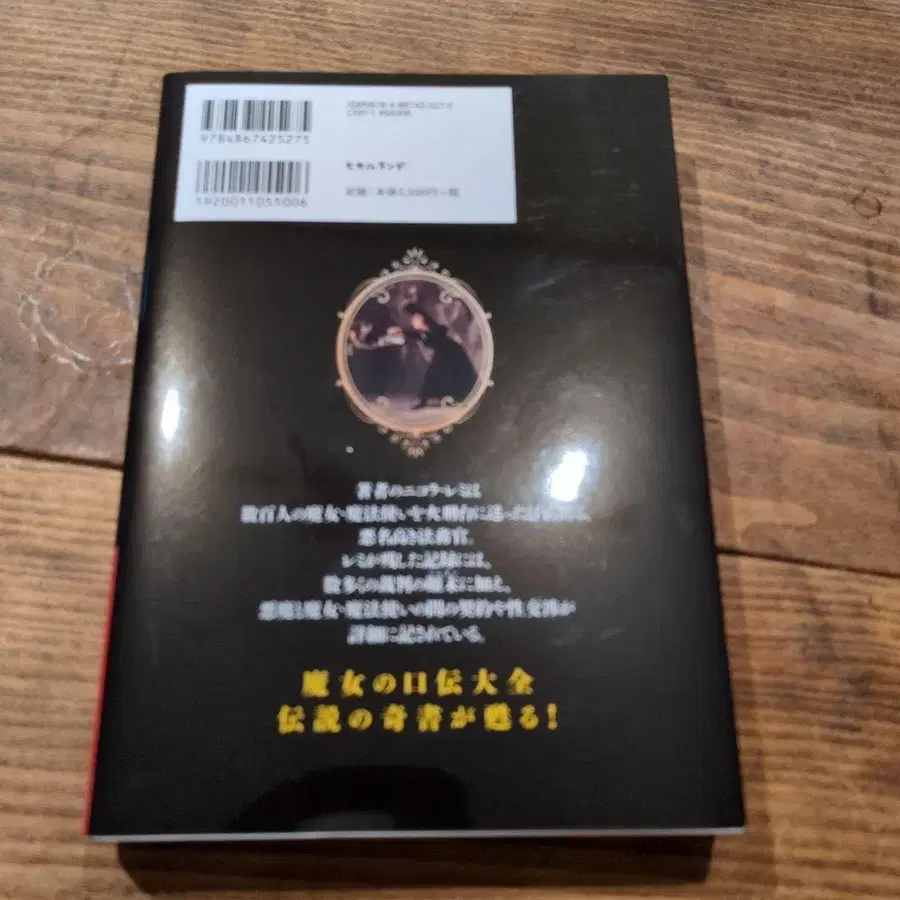 9784867425275
1920011055006
ヒカルランド
著者のニコラ・レミは
数百人の魔女・魔法使いを火刑台に送った
悪名高き法務官。
レミが残した記録には、
数多くの裁判の顛末に加え、
悪魔と魔女・魔法使いの間の契約や性交渉が
詳細に記されている。
魔女の口伝大全
伝説の奇書が甦る!